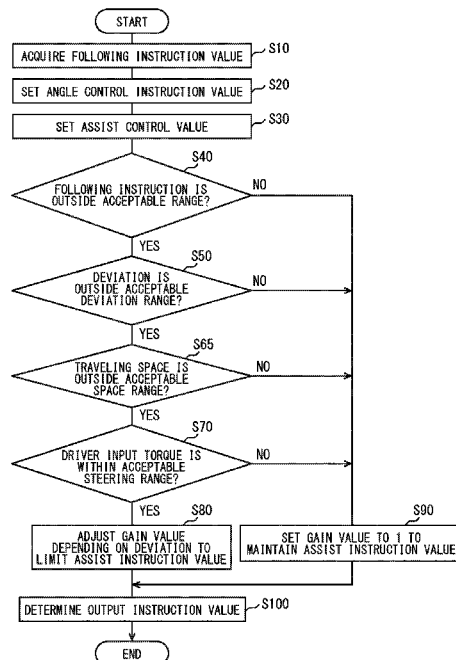 START
ACQUIRE FOLLOWING INSTRUCTION VALUE
S10
SET ANGLE CONTROL INSTRUCTION VALUE
S20
SET ASSIST CONTROL VALUE
S30
S40
FOLLOWING INSTRUCTION IS
OUTSIDE ACCEPTABLE RANGE?
NO
YES
S50
DEVIATION IS
OUTSIDE ACCEPTABLE
DEVIATION RANGE?
NO
YES
S65
TRAVELING SPACE IS
OUTSIDE ACCEPTABLE
SPACE RANGE?
NO
YES
S70
DRIVER INPUT TORQUE IS
WITHIN ACCEPTABLE
STEERING RANGE?
NO
YES
S80
ADJUST GAIN VALUE
DEPENDING ON DEVIATION TO
LIMIT ASSIST INSTRUCTION VALUE
S90
SET GAIN VALUE TO 1 TO
MAINTAIN ASSIST INSTRUCTION VALUE
DETERMINE OUTPUT INSTRUCTION VALUE
S100
END